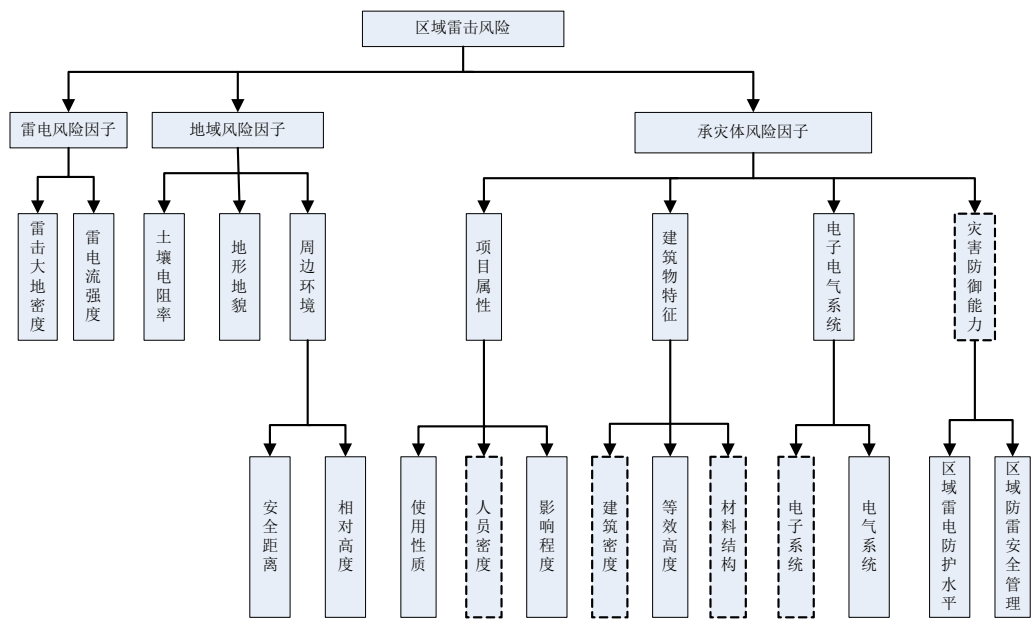 区域雷击风险
雷电风险因子
地域风险因子
承灾体风险因子
雷击大地密度
雷电流强度
土壤电阻率
地形地貌
周边环境
项目属性
建筑物特征
电子电气系统
灾害防御能力
安全距离
相对高度
使用性质
人员密度
影响程度
建筑密度
等效高度
材料结构
电子系统
电气系统
区域雷电防护水平
区域防雷安全管理